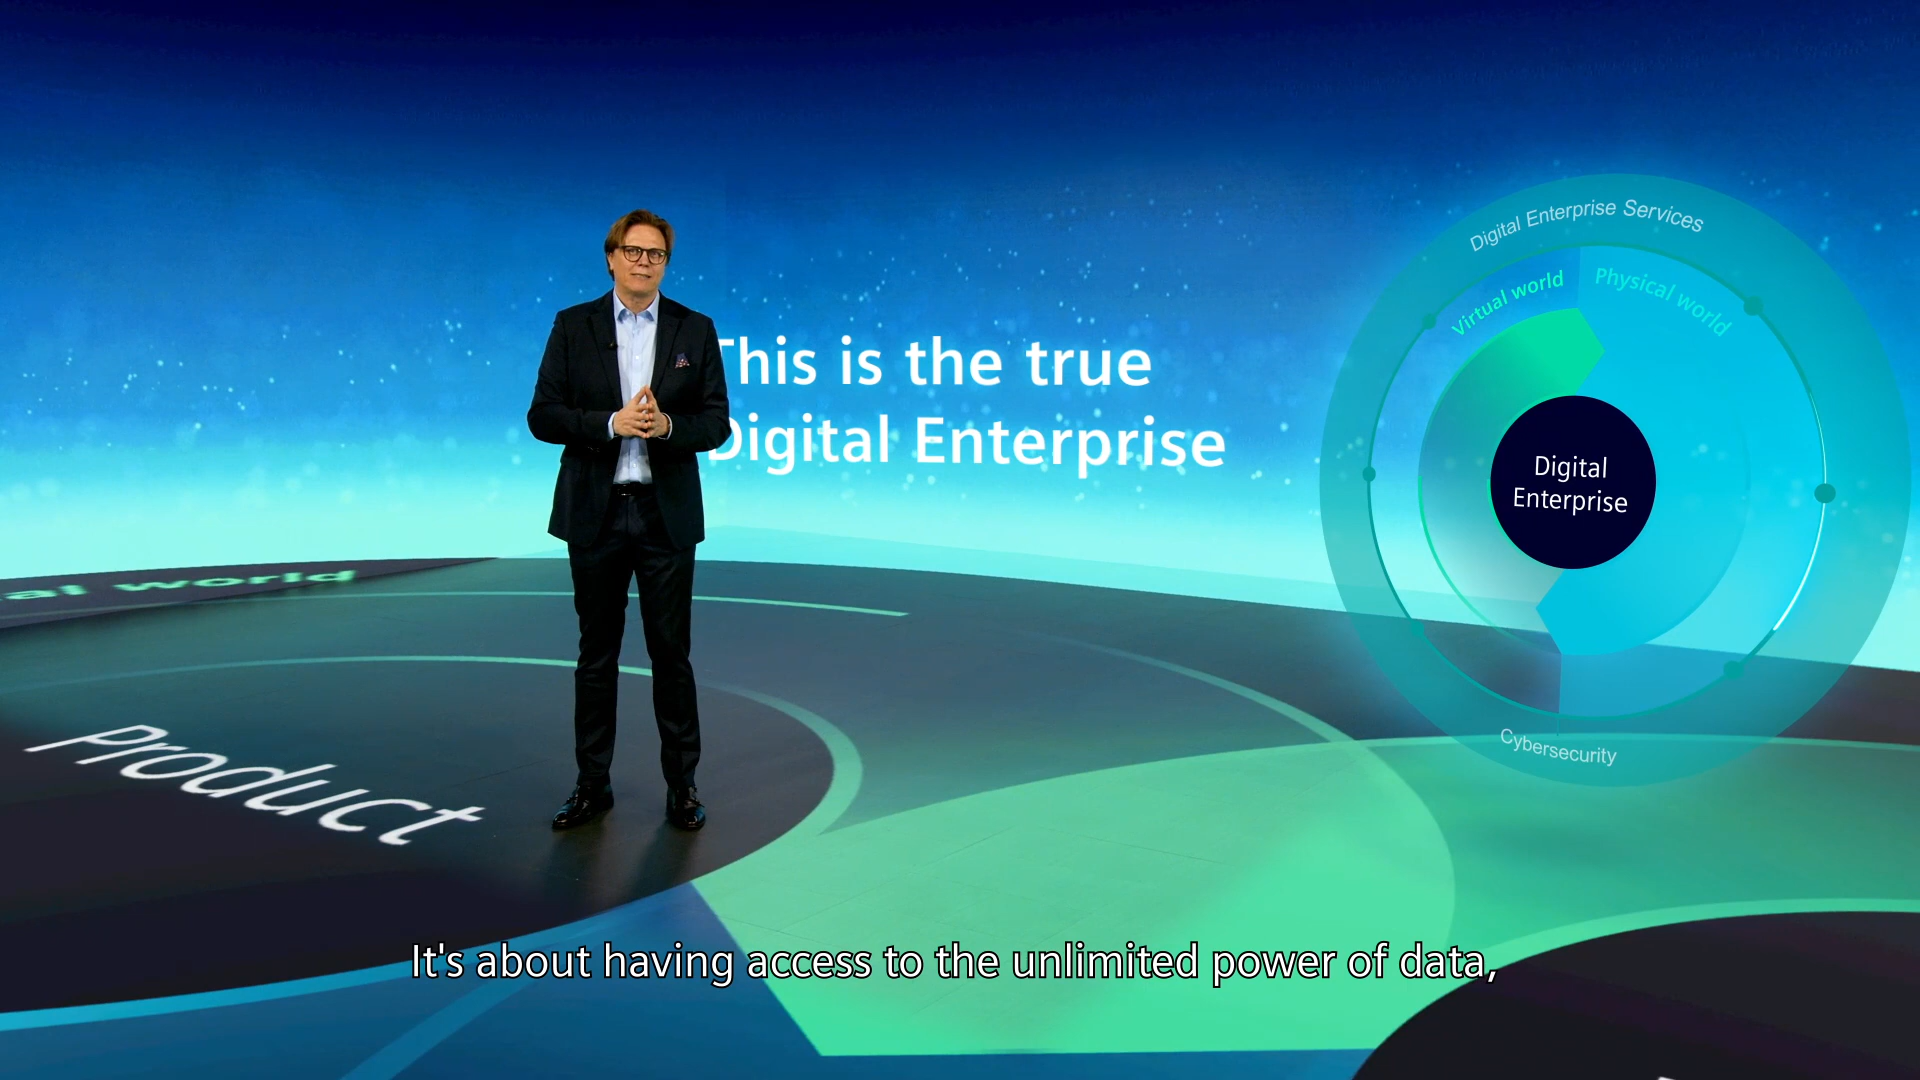 Digital Enterprise Services
Virtual world
Physical world
This is the true
Digital Enterprise
Digital
Enterprise
world
Product
Cybersecurity
It's about having access to the unlimited power of data,